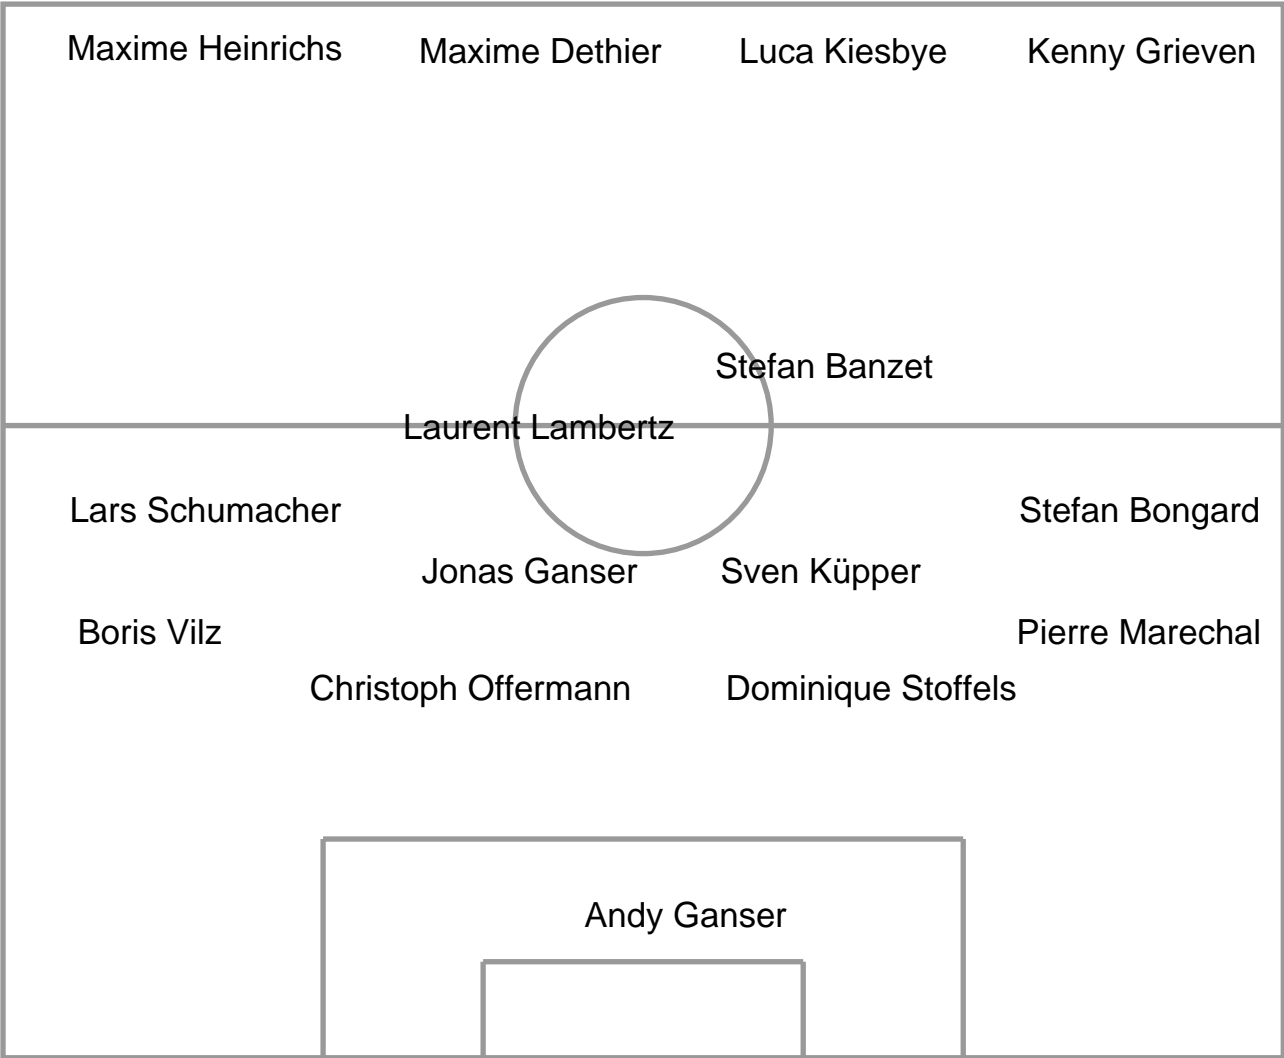 Maxime Heinrichs
Maxime Dethier
Luca Kiesbye
Kenny Grieven
Stefan Banzet
Laurent Lambertz
Lars Schumacher
Stefan Bongard
Jonas Ganser
Sven Küpper
Boris Vilz
Pierre Marechal
Christoph Offermann
Dominique Stoffels
Andy Ganser